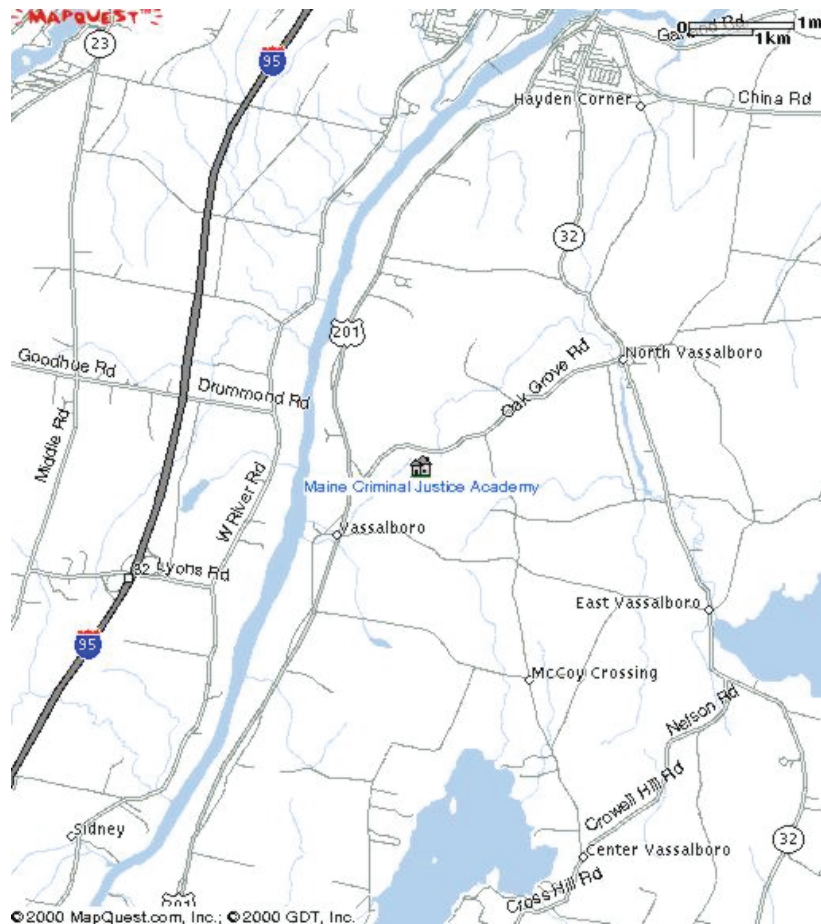 MAPQUEST
0 1m
1km
23
95
Garland Rd
Hayden Corner
China Rd
32
201
North Vassalboro
Goodhue Rd
Drummond Rd
Oak Grove Rd
Middle Rd
Maine Criminal Justice Academy
W River Rd
Vassalboro
32 Lyons Rd
East Vassalboro
95
McCoy Crossing
Nelson Rd
Crowell Hill Rd
Sidney
32
Center Vassalboro
Cross Hill Rd
201
©2000 MapQuest.com, Inc.; ©2000 GDT, Inc.